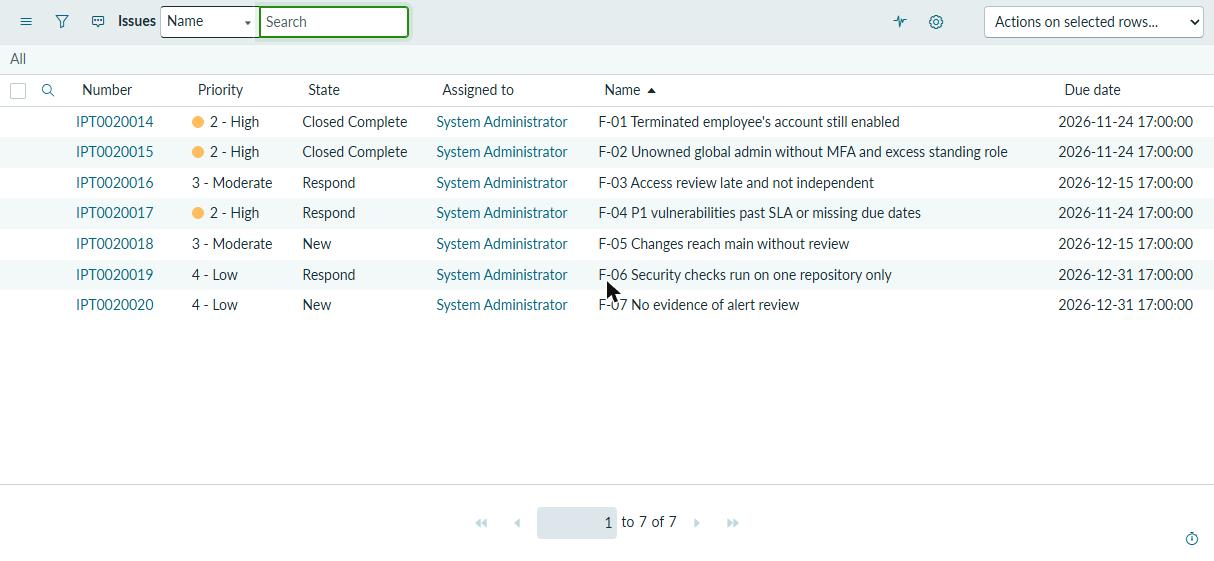 Issues Name Search Actions on selected rows...
All
Number Priority State Assigned to Name Due date
IPT0020014 2 - High Closed Complete System Administrator F-01 Terminated employee's account still enabled 2026-11-24 17:00:00
IPT0020015 2 - High Closed Complete System Administrator F-02 Unowned global admin without MFA and excess standing role 2026-11-24 17:00:00
IPT0020016 3 - Moderate Respond System Administrator F-03 Access review late and not independent 2026-12-15 17:00:00
IPT0020017 2 - High Respond System Administrator F-04 P1 vulnerabilities past SLA or missing due dates 2026-11-24 17:00:00
IPT0020018 3 - Moderate New System Administrator F-05 Changes reach main without review 2026-12-15 17:00:00
IPT0020019 4 - Low Respond System Administrator F-06 Security checks run on one repository only 2026-12-31 17:00:00
IPT0020020 4 - Low New System Administrator F-07 No evidence of alert review 2026-12-31 17:00:00
1 to 7 of 7